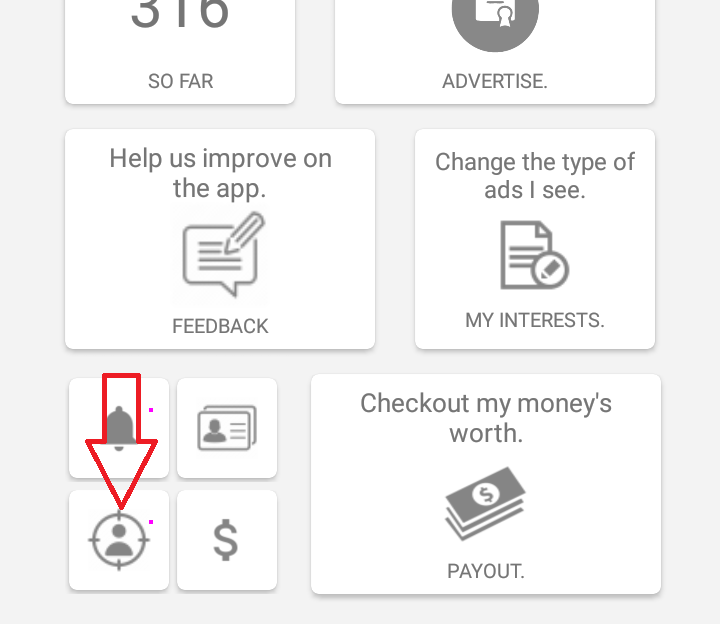 316
SO FAR
ADVERTISE.
Help us improve on
the app.
FEEDBACK
Change the type of
ads I see.
MY INTERESTS.
Checkout my money's
worth.
$
PAYOUT.
$